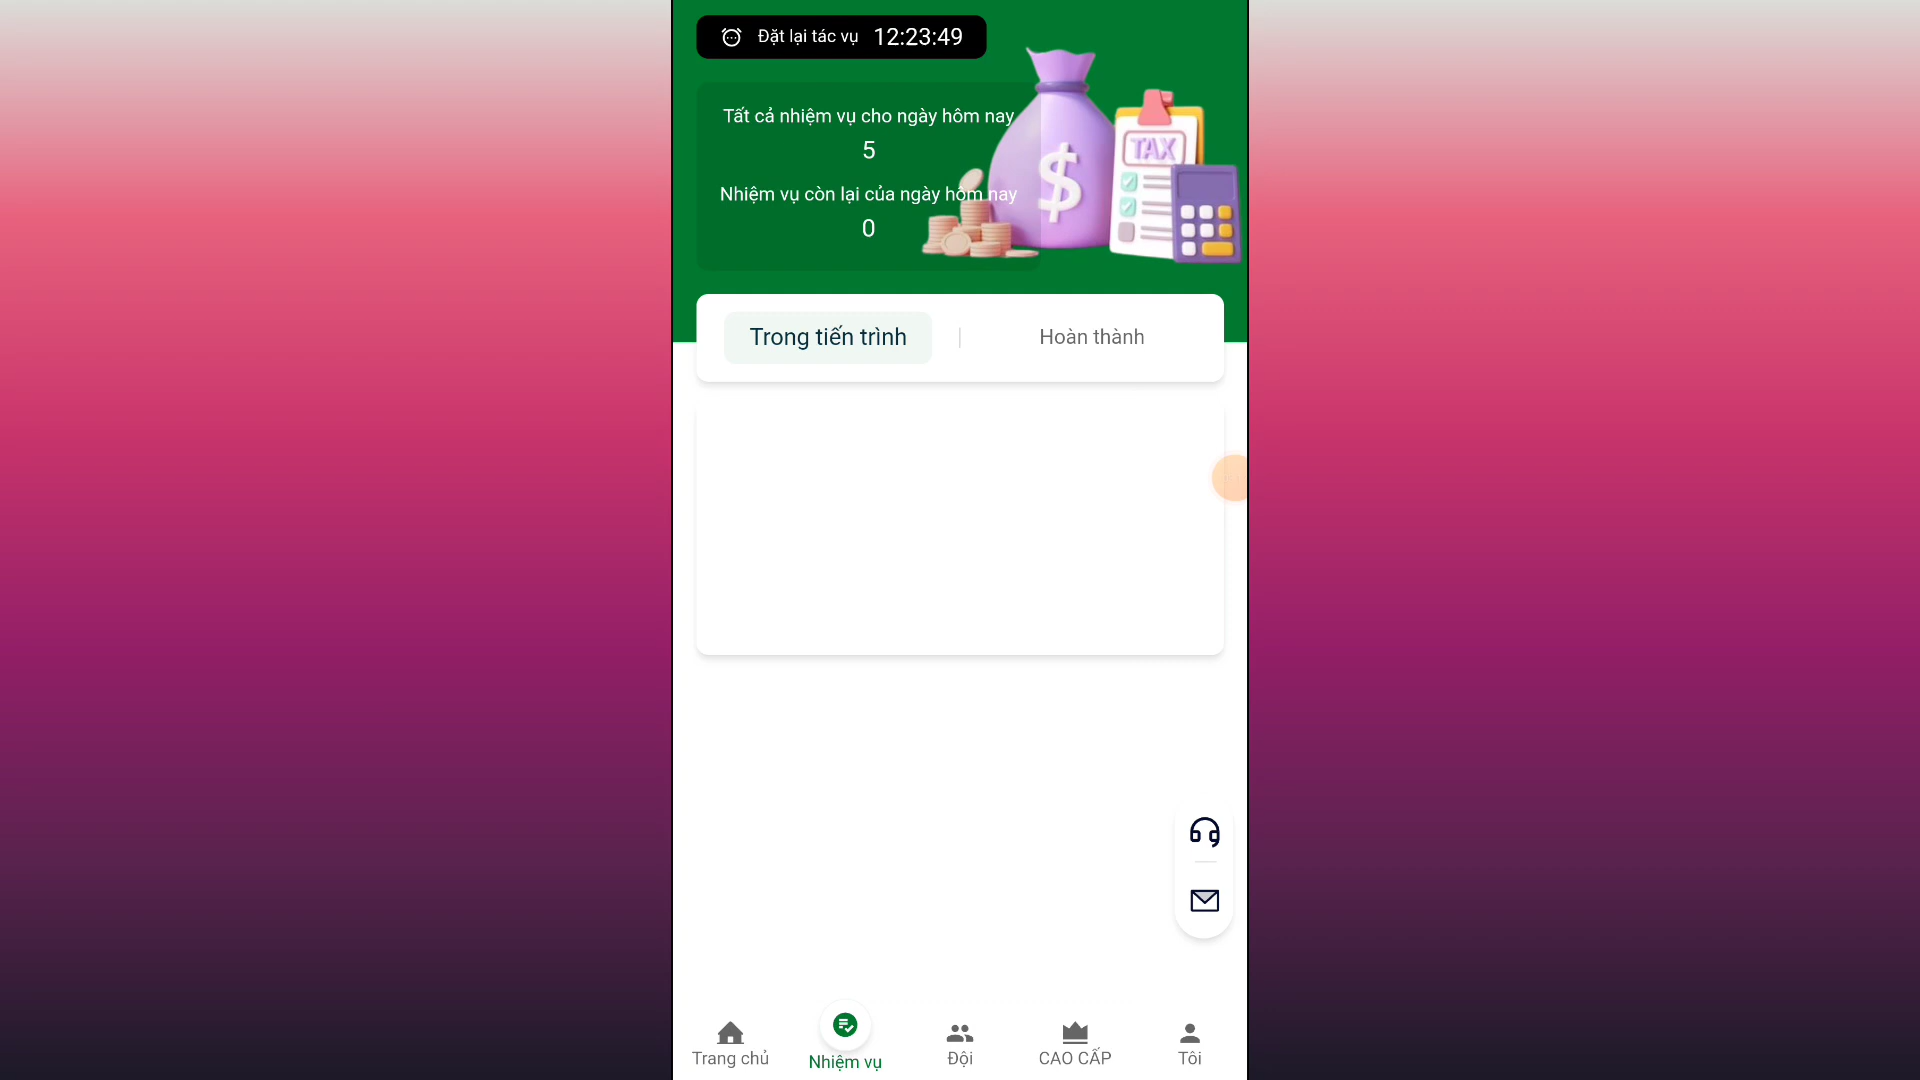 Đặt lại tác vụ 12:23:49
Tất cả nhiệm vụ cho ngày hôm nay
5
Nhiệm vụ còn lại của ngày hôm nay
0
$
TAX
Trong tiến trình
Hoàn thành
Trang chủ
Nhiệm vụ
Đội
CAO CẤP
Tôi